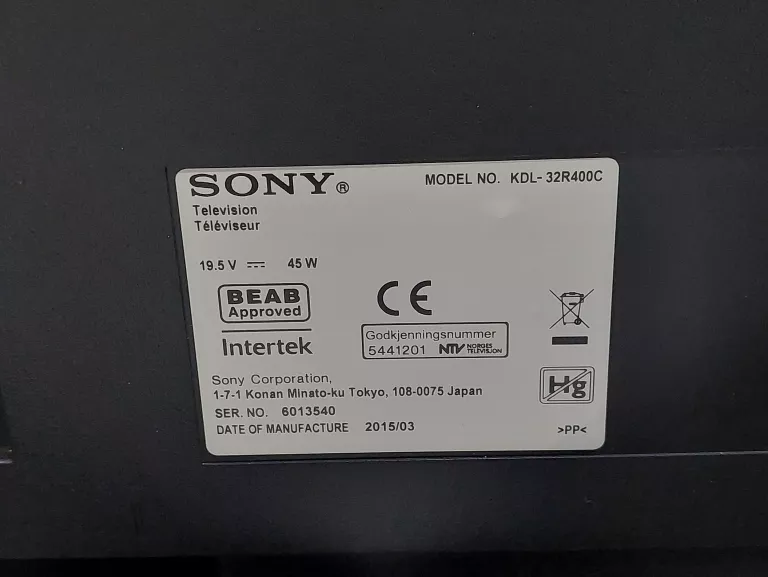 SONY®
MODEL NO. KDL-32R400C
Television
Téléviseur
19.5 V ⎓ 45 W
BEAB
Approved
CE
Intertek
Godkjenningsnummer
5441201 NTV NORGES TELEVISJON
Hg
Sony Corporation,
1-7-1 Konan Minato-ku Tokyo, 108-0075 Japan
SER. NO. 6013540
DATE OF MANUFACTURE 2015/03
>PP<